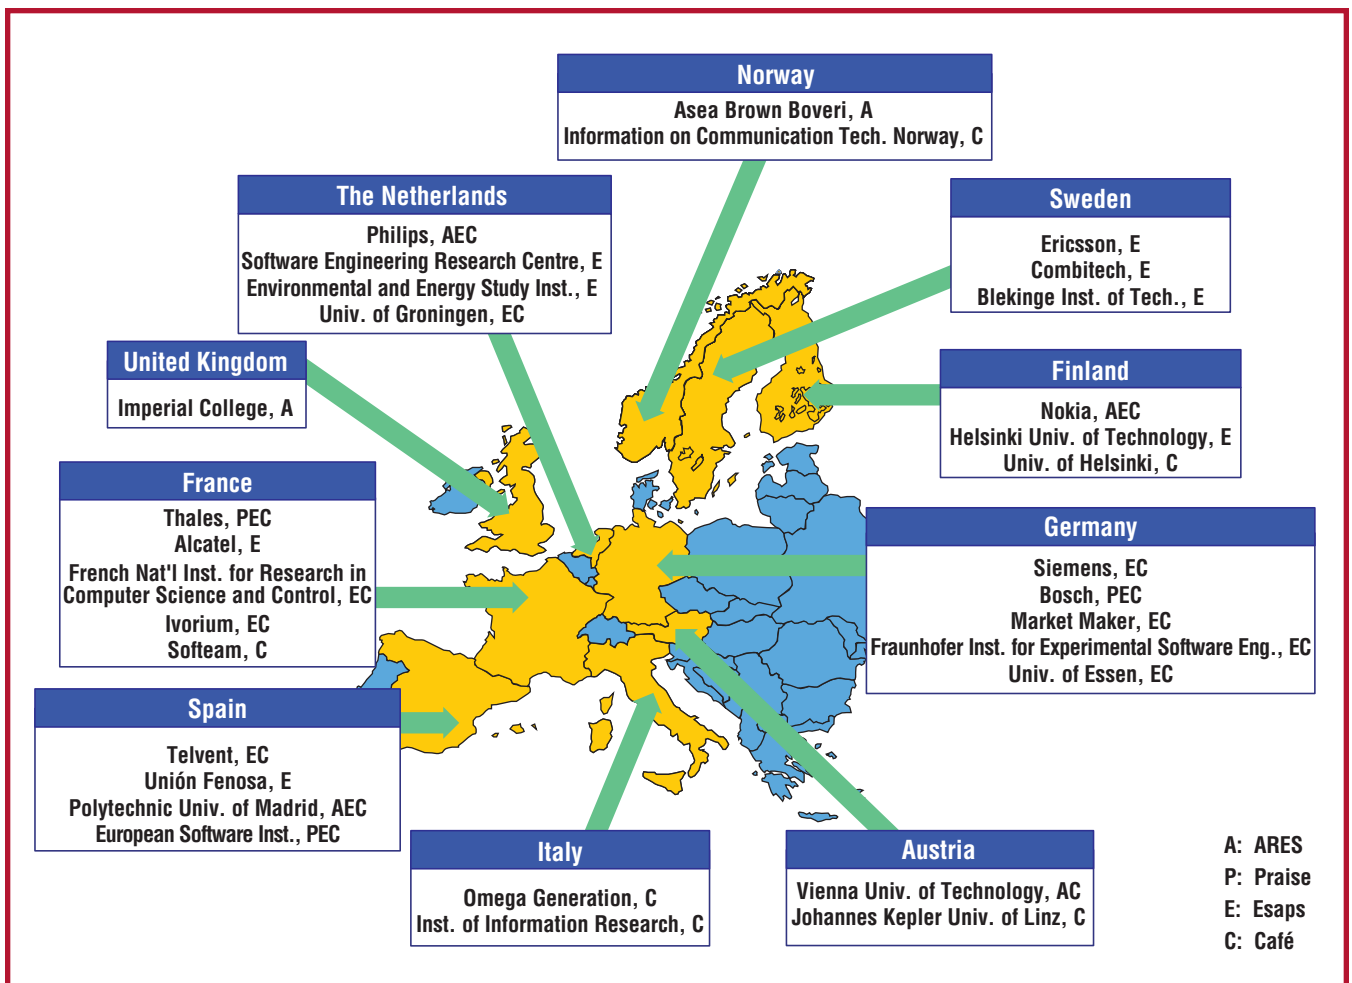 Norway
Asea Brown Boveri, A
Information on Communication Tech. Norway, C
The Netherlands
Philips, AEC
Software Engineering Research Centre, E
Environmental and Energy Study Inst., E
Univ. of Groningen, EC
Sweden
Ericsson, E
Combitech, E
Blekinge Inst. of Tech., E
United Kingdom
Imperial College, A
Finland
Nokia, AEC
Helsinki Univ. of Technology, E
Univ. of Helsinki, C
France
Thales, PEC
Alcatel, E
French Nat'l Inst. for Research in
Computer Science and Control, EC
Ivorium, EC
Softeam, C
Germany
Siemens, EC
Bosch, PEC
Market Maker, EC
Fraunhofer Inst. for Experimental Software Eng., EC
Univ. of Essen, EC
Spain
Telvent, EC
Unión Fenosa, E
Polytechnic Univ. of Madrid, AEC
European Software Inst., PEC
Italy
Omega Generation, C
Inst. of Information Research, C
Austria
Vienna Univ. of Technology, AC
Johannes Kepler Univ. of Linz, C
A: ARES
P: Praise
E: Esaps
C: Café